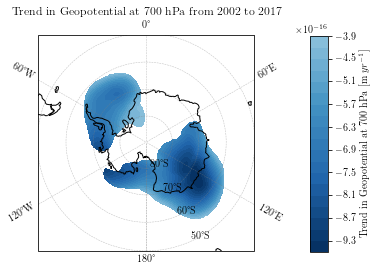 Trend in Geopotential at 700 hPa from 2002 to 2017
0°
×10⁻¹⁶
60°W
60°E
80°S
70°S
60°S
50°S
120°W
120°E
180°
−3.9
−4.5
−5.1
−5.7
−6.3
−6.9
−7.5
−8.1
−8.7
−9.3
Trend in Geopotential at 700 hPa [m yr⁻¹]